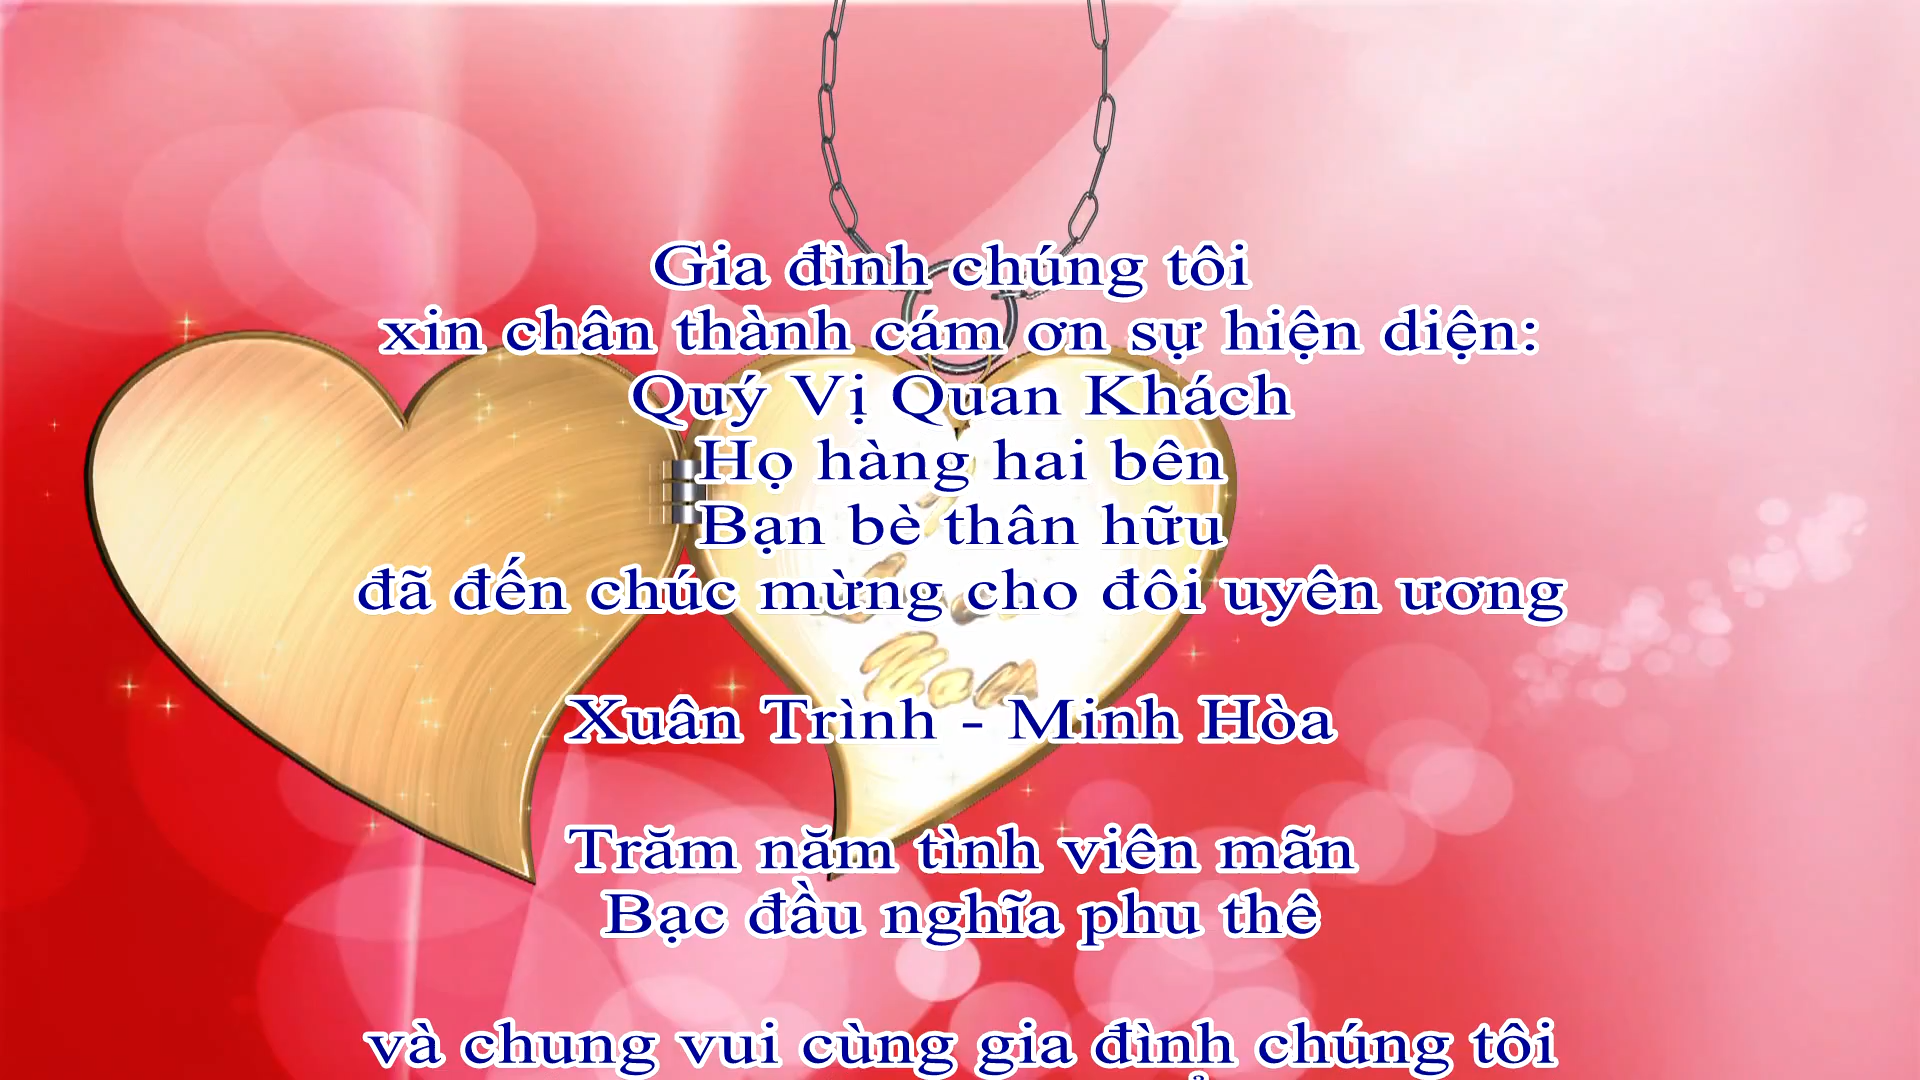 Gia đình chúng tôi
xin chân thành cám ơn sự hiện diện:
Quý Vị Quan Khách
Họ hàng hai bên
Bạn bè thân hữu
đã đến chúc mừng cho đôi uyên ương
Xuân Trình - Minh Hòa
Trăm năm tình viên mãn
Bạc đầu nghĩa phu thê
và chung vui cùng gia đình chúng tôi